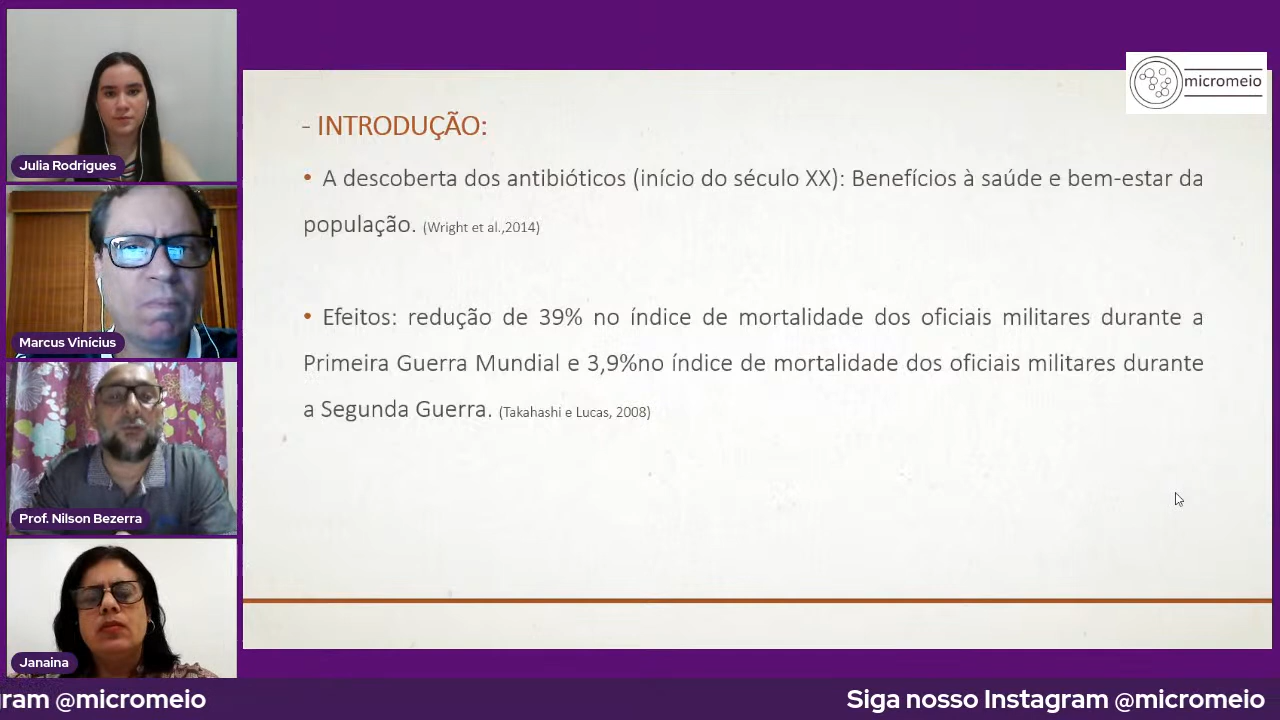 Julia Rodrigues
Marcus Vinícius
Prof. Nilson Bezerra
Janaina
micromeio
- INTRODUÇÃO:
• A descoberta dos antibióticos (início do século XX): Benefícios à saúde e bem-estar da
população. (Wright et al.,2014)
• Efeitos: redução de 39% no índice de mortalidade dos oficiais militares durante a
Primeira Guerra Mundial e 3,9%no índice de mortalidade dos oficiais militares durante
a Segunda Guerra. (Takahashi e Lucas, 2008)
gram @micromeio
Siga nosso Instagram @micromeio